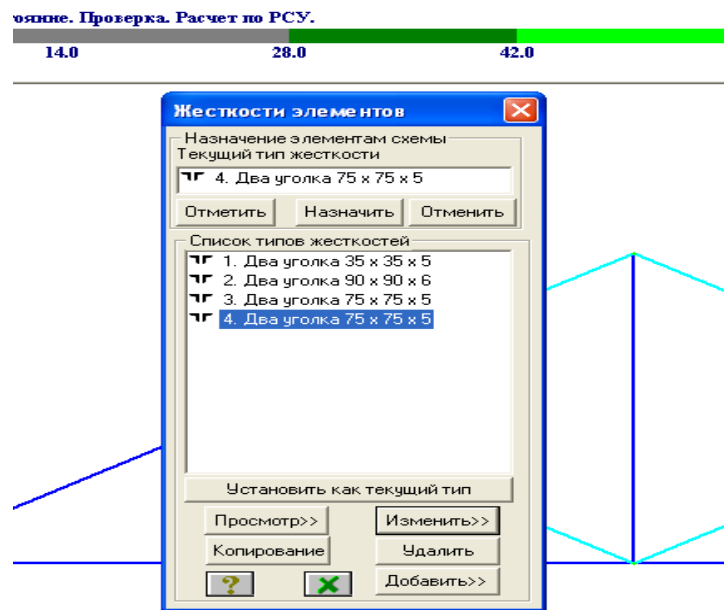 ояние. Проверка. Расчет по РСУ.
14.0 28.0 42.0
Жесткости элементов
Назначение элементам схемы
Текущий тип жесткости
4. Два уголка 75 x 75 x 5
Отметить Назначить Отменить
Список типов жесткостей
1. Два уголка 35 x 35 x 5
2. Два уголка 90 x 90 x 6
3. Два уголка 75 x 75 x 5
4. Два уголка 75 x 75 x 5
Установить как текущий тип
Просмотр>> Изменить>>
Копирование Удалить
? Добавить>>